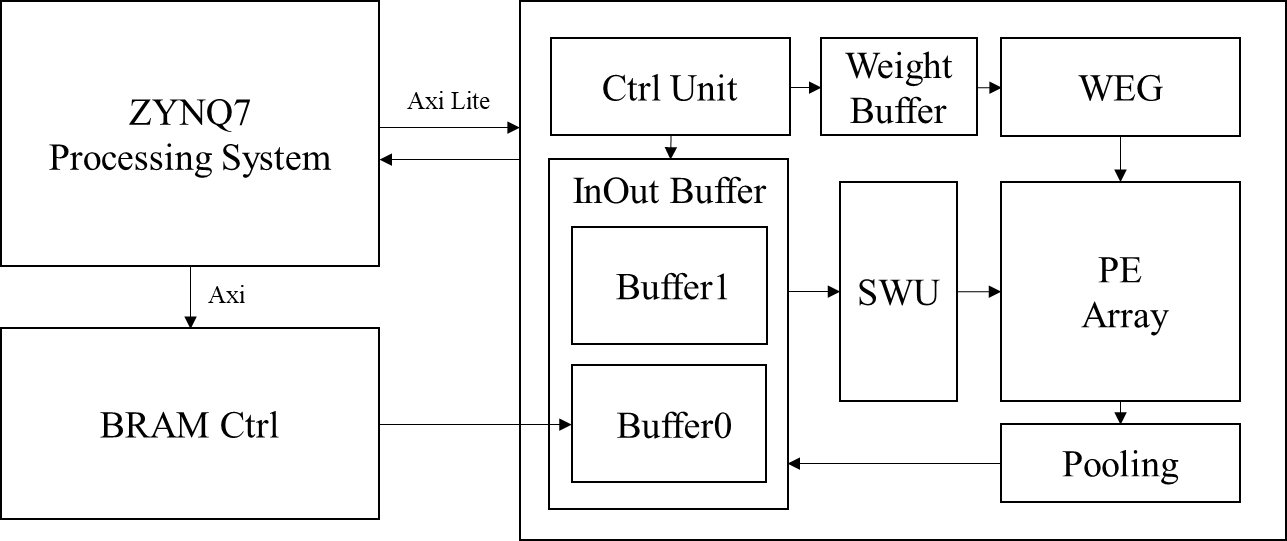 ZYNQ7
Processing System
Axi Lite
Axi
BRAM Ctrl
Ctrl Unit
Weight
Buffer
WEG
InOut Buffer
Buffer1
Buffer0
SWU
PE
Array
Pooling